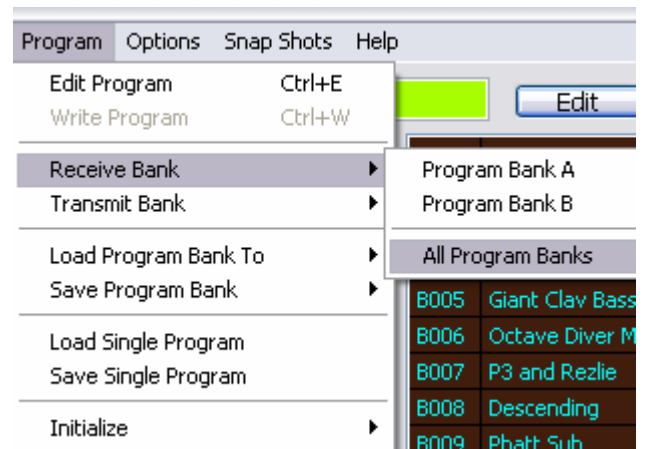 Program Options Snap Shots Help
Edit Program Ctrl+E
Write Program Ctrl+W
Edit
Receive Bank
Transmit Bank
Load Program Bank To
Save Program Bank
Load Single Program
Save Single Program
Initialize
Program Bank A
Program Bank B
All Program Banks
B005 Giant Clav Bass
B006 Octave Diver M
B007 P3 and Rezlie
B008 Descending
B009 Phatt Sub